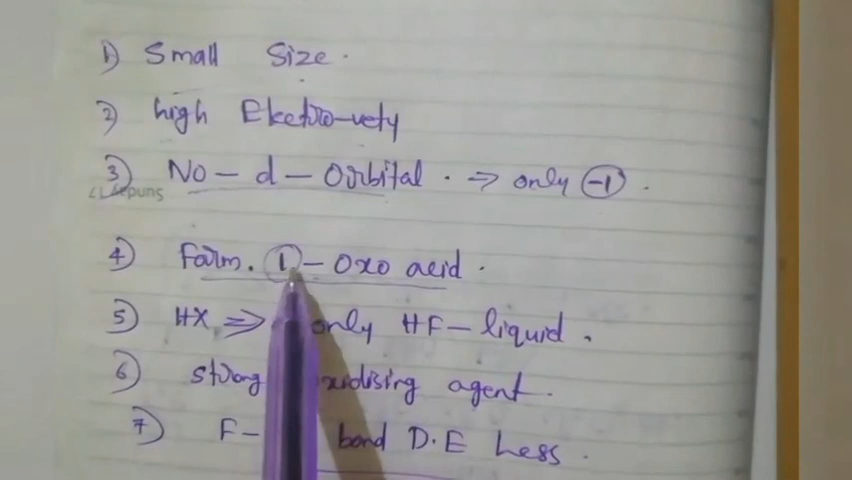 1) Small Size.
2) high Elector-vety
3) No - d - Orbital. => only (-1).
4) Form. (1) - Oxo acid.
5) HX => only HF - liquid.
6) strong oxidising agent.
7) F - bond D.E Less.